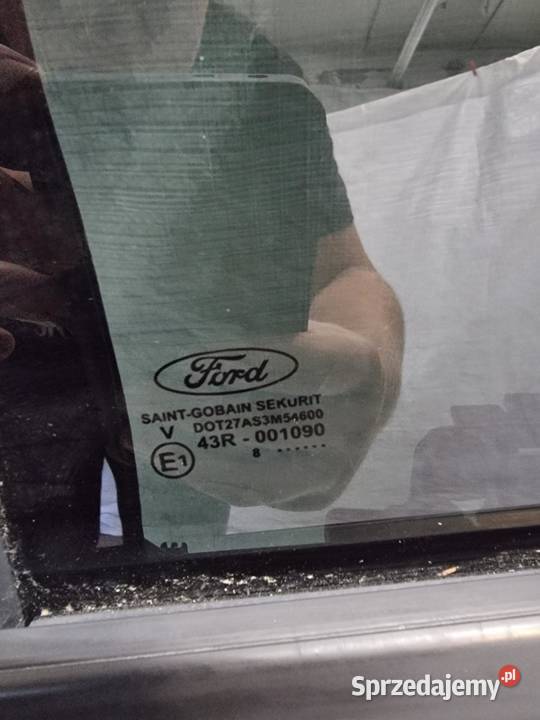 Ford
SAINT-GOBAIN SEKURIT
V DOT27AS3M54600
E1 43R - 001090
8 ......
Sprzedajemy.pl